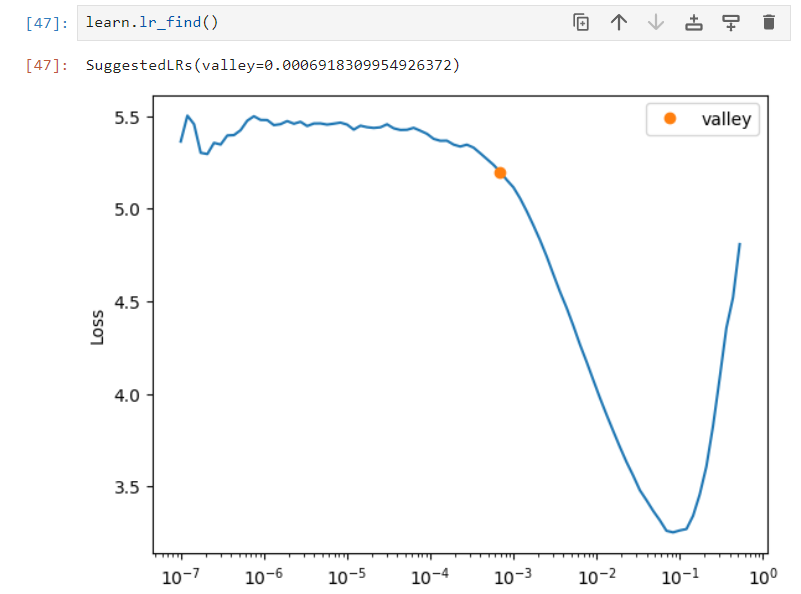 [47]: learn.lr_find()
[47]: SuggestedLRs(valley=0.0006918309954926372)
valley
5.5
5.0
4.5
4.0
3.5
Loss
10⁻⁷ 10⁻⁶ 10⁻⁵ 10⁻⁴ 10⁻³ 10⁻² 10⁻¹ 10⁰